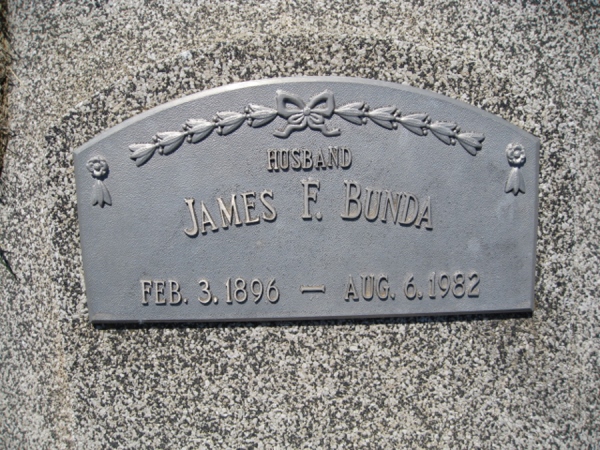 HUSBAND
JAMES F. BUNDA
FEB. 3. 1896 — AUG. 6. 1982